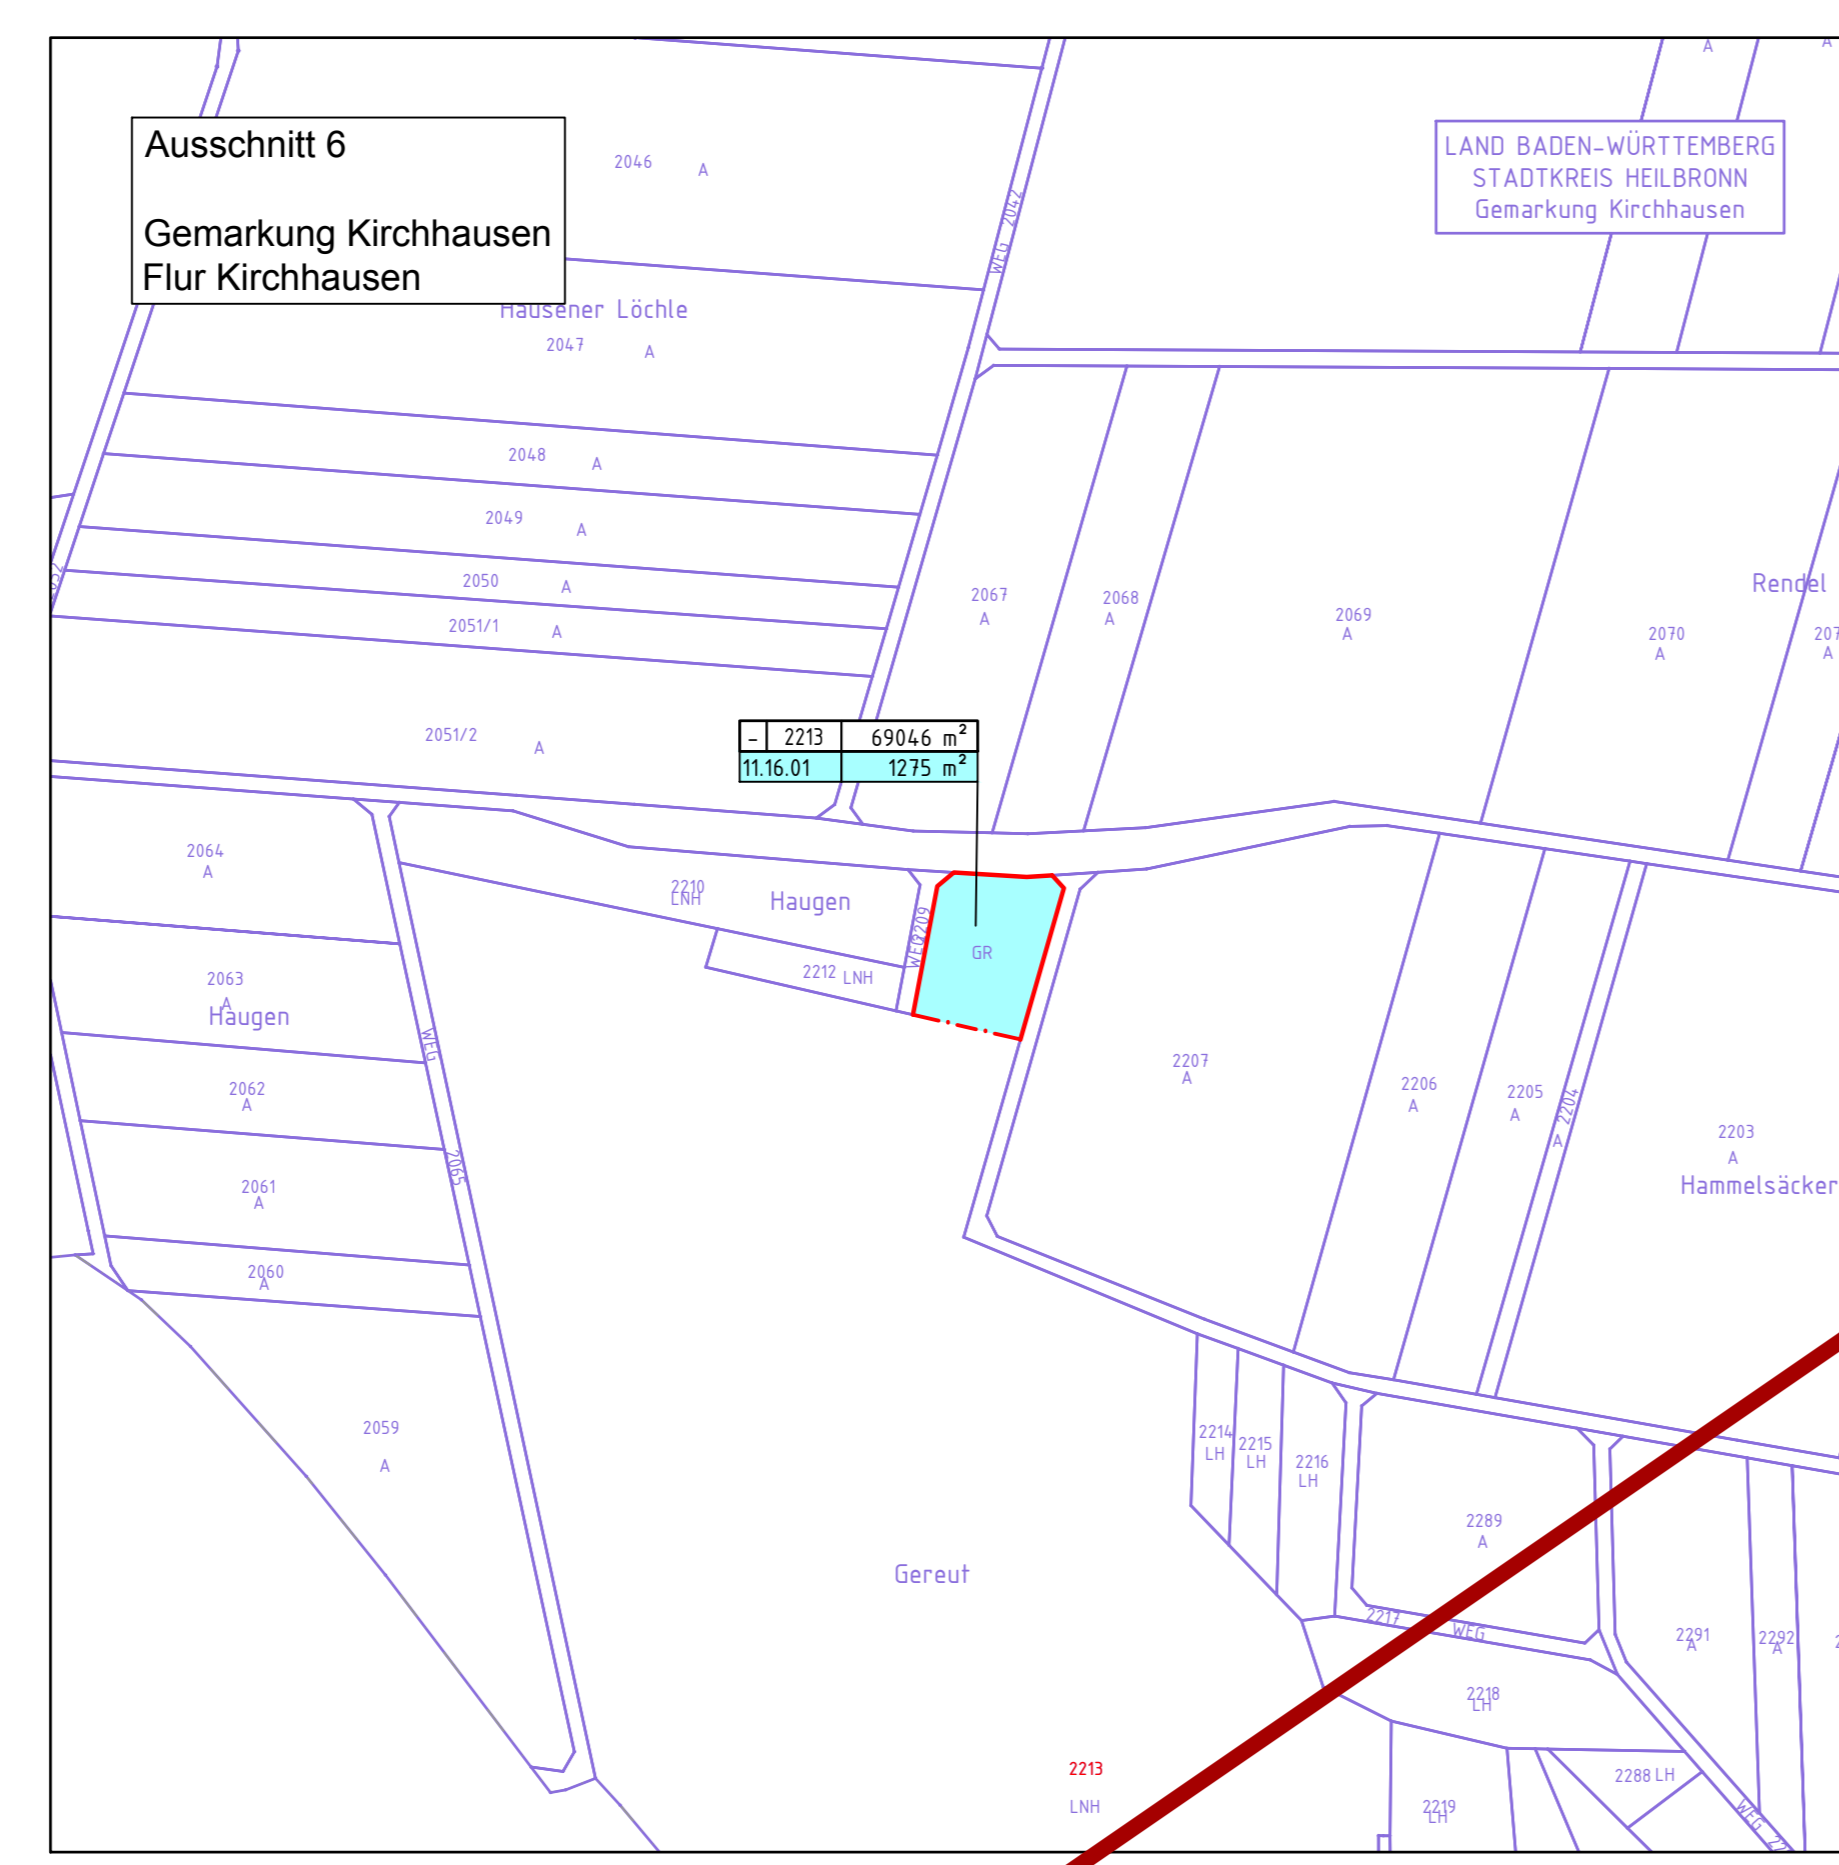 Ausschnitt 6
Gemarkung Kirchhausen
Flur Kirchhausen
LAND BADEN-WÜRTTEMBERG
STADTKREIS HEILBRONN
Gemarkung Kirchhausen
A
A
2046 A
WEG 2042
Hausener Löchle
2047 A
2048 A
2049 A
2050 A
2051/1 A
2051/2 A
2067
A
2068
A
2069
A
Rendel
2070
A
A
- 2213 69046 m²
11.16.01 1275 m²
2064
A
2210
LNH
Haugen
WEG 2209
GR
2212 LNH
2063
A
Haugen
WEG 2065
2062
A
2061
A
2060
A
2059
A
2207
A
2206
A
2205
A
A 2204
2203
A
Hammelsäcker
2214
LH
2215
LH
2216
LH
2289
A
Gereut
2217 WEG
2291
A
2292
A
2218
LH
2213
LNH
2288 LH
2219
LH
WEG